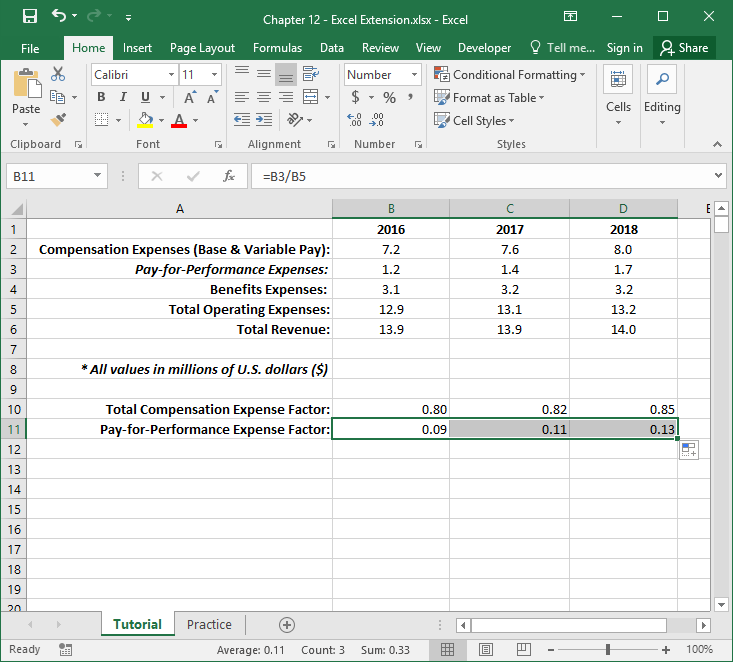 Chapter 12 - Excel Extension.xlsx - Excel
File Home Insert Page Layout Formulas Data Review View Developer Tell me... Sign in Share
Paste
Calibri 11
B I U A A
A
Number
$ % ,
.0 .00
Conditional Formatting
Format as Table
Cell Styles
Cells
Editing
Clipboard Font Alignment Number Styles
B11 fx =B3/B5
A B C D E
1 2016 2017 2018
2 Compensation Expenses (Base & Variable Pay): 7.2 7.6 8.0
3 Pay-for-Performance Expenses: 1.2 1.4 1.7
4 Benefits Expenses: 3.1 3.2 3.2
5 Total Operating Expenses: 12.9 13.1 13.2
6 Total Revenue: 13.9 13.9 14.0
7
8 * All values in millions of U.S. dollars ($)
9
10 Total Compensation Expense Factor: 0.80 0.82 0.85
11 Pay-for-Performance Expense Factor: 0.09 0.11 0.13
12
13
14
15
16
17
18
19
20
Tutorial Practice
Ready Average: 0.11 Count: 3 Sum: 0.33 100%